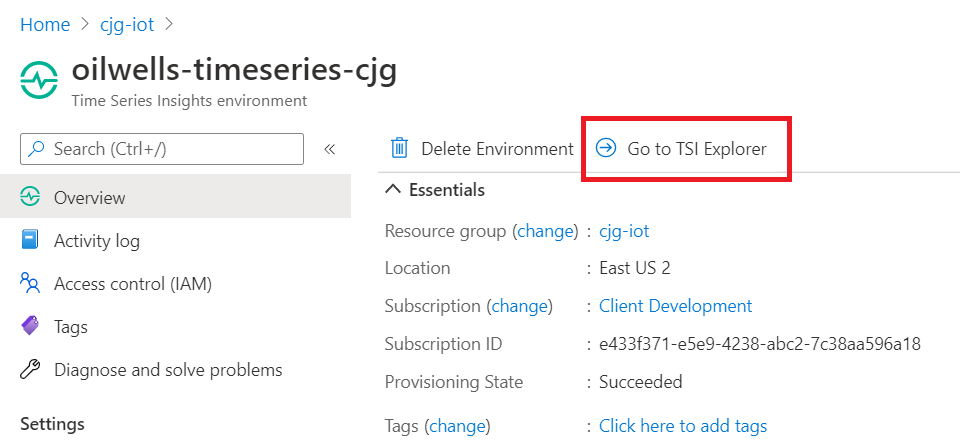 Home > cjg-iot >
oilwells-timeseries-cjg
Time Series Insights environment
Search (Ctrl+/)
«
Overview
Activity log
Access control (IAM)
Tags
Diagnose and solve problems
Settings
Delete Environment
Go to TSI Explorer
Essentials
Resource group (change) : cjg-iot
Location : East US 2
Subscription (change) : Client Development
Subscription ID : e433f371-e5e9-4238-abc2-7c38aa596a18
Provisioning State : Succeeded
Tags (change) : Click here to add tags